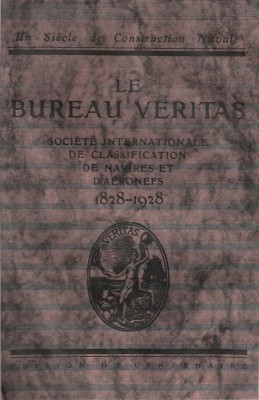 Un Siècle de Construction Navale
LE
BUREAU VERITAS
SOCIÉTÉ INTERNATIONALE
DE CLASSIFICATION
DE NAVIRES ET
D'AÉRONEFS
1828-1928
VERITAS
ÉDITION DU CENTENAIRE